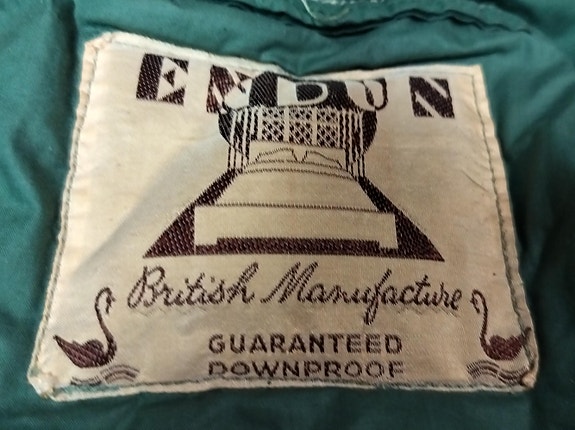 ENDUN
British Manufacture
GUARANTEED
DOWNPROOF